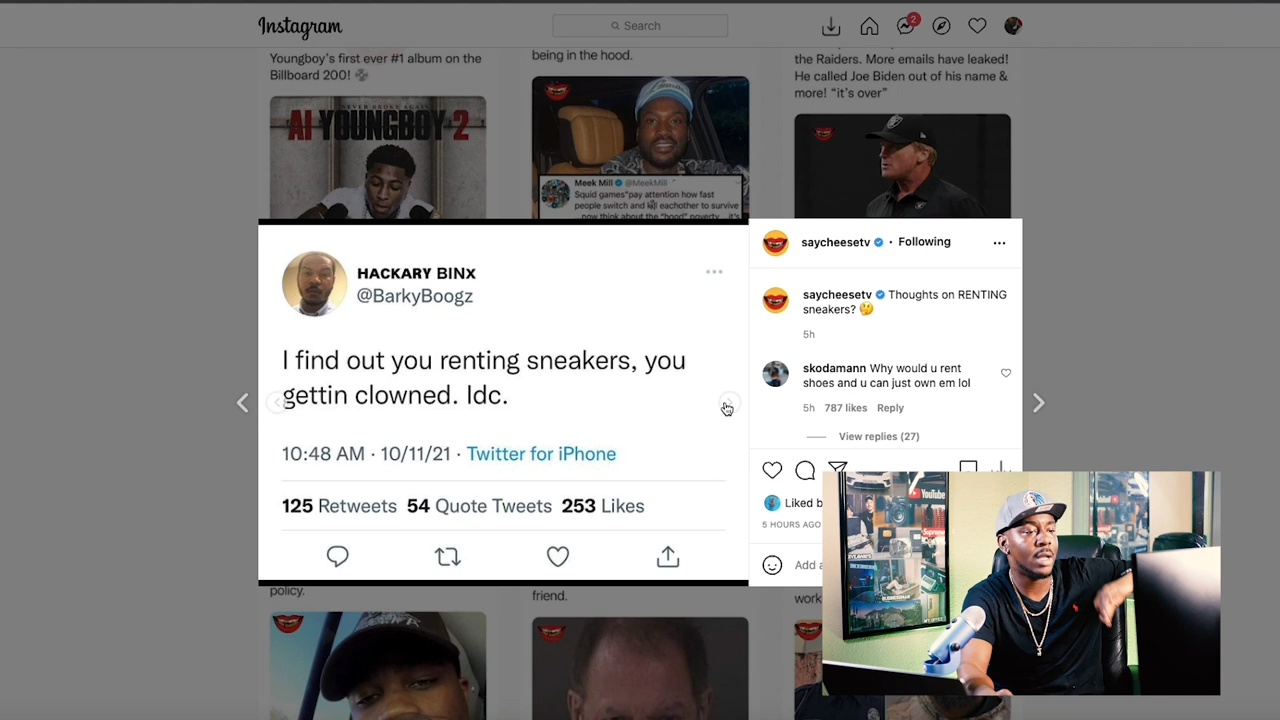 Instagram
Search
2
Youngboy's first ever #1 album on the
Billboard 200!
being in the hood.
the Raiders. More emails have leaked!
He called Joe Biden out of his name &
more! “it's over”
NEVER BROKE AGAIN
AI YOUNGBOY 2
Meek Mill @MeekMill
Squid games"pay attention how fast
people switch and kill eachother to survive
now think about the "hood" poverty... it's
HACKARY BINX
@BarkyBoogz
I find out you renting sneakers, you
gettin clowned. Idc.
10:48 AM · 10/11/21 · Twitter for iPhone
125 Retweets 54 Quote Tweets 253 Likes
saycheesetv • Following
saycheesetv Thoughts on RENTING
sneakers? 🤔
5h
skodamann Why would u rent
shoes and u can just own em lol
5h 787 likes Reply
View replies (27)
Liked b
5 HOURS AGO
Add a
policy.
friend.
work
YouTube